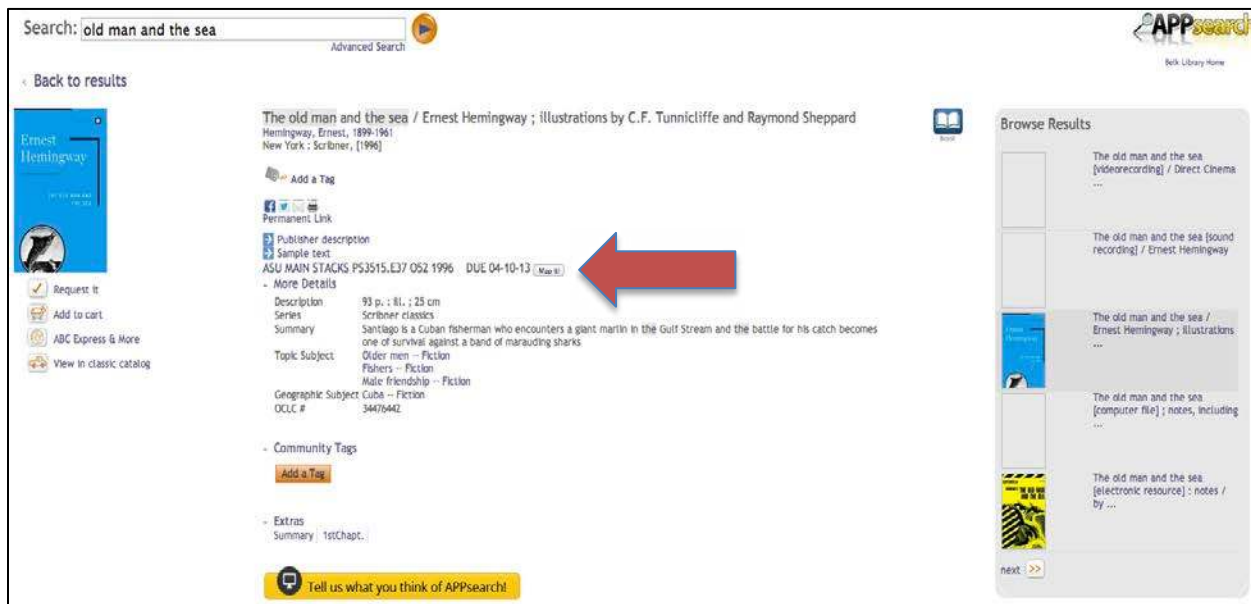 Search: old man and the sea
Advanced Search
APPsearch
Belk Library Home
Back to results
Ernest
Hemingway
The old man and the sea / Ernest Hemingway ; illustrations by C.F. Tunnicliffe and Raymond Sheppard
Hemingway, Ernest, 1899-1961
New York : Scribner, [1996]
Book
Add a Tag
Permanent Link
Publisher description
Sample text
ASU MAIN STACKS PS3515.E37 O52 1996 DUE 04-10-13 Map It!
- More Details
Description 93 p. : ill. ; 25 cm
Series Scribner classics
Summary Santiago is a Cuban fisherman who encounters a giant marlin in the Gulf Stream and the battle for his catch becomes
one of survival against a band of marauding sharks
Topic Subject Older men -- Fiction
Fishers -- Fiction
Male friendship -- Fiction
Geographic Subject Cuba -- Fiction
OCLC # 34476442
- Community Tags
Add a Tag
- Extras
Summary 1stChapt.
Tell us what you think of APPsearch!
Request it
Add to cart
ABC Express & More
View in classic catalog
Browse Results
The old man and the sea
[videorecording] / Direct Cinema
...
The old man and the sea [sound
recording] / Ernest Hemingway
The old man and the sea /
Ernest Hemingway ; illustrations
...
The old man and the sea
[computer file] ; notes, including
...
The old man and the sea
[electronic resource] : notes /
by ...
next >>